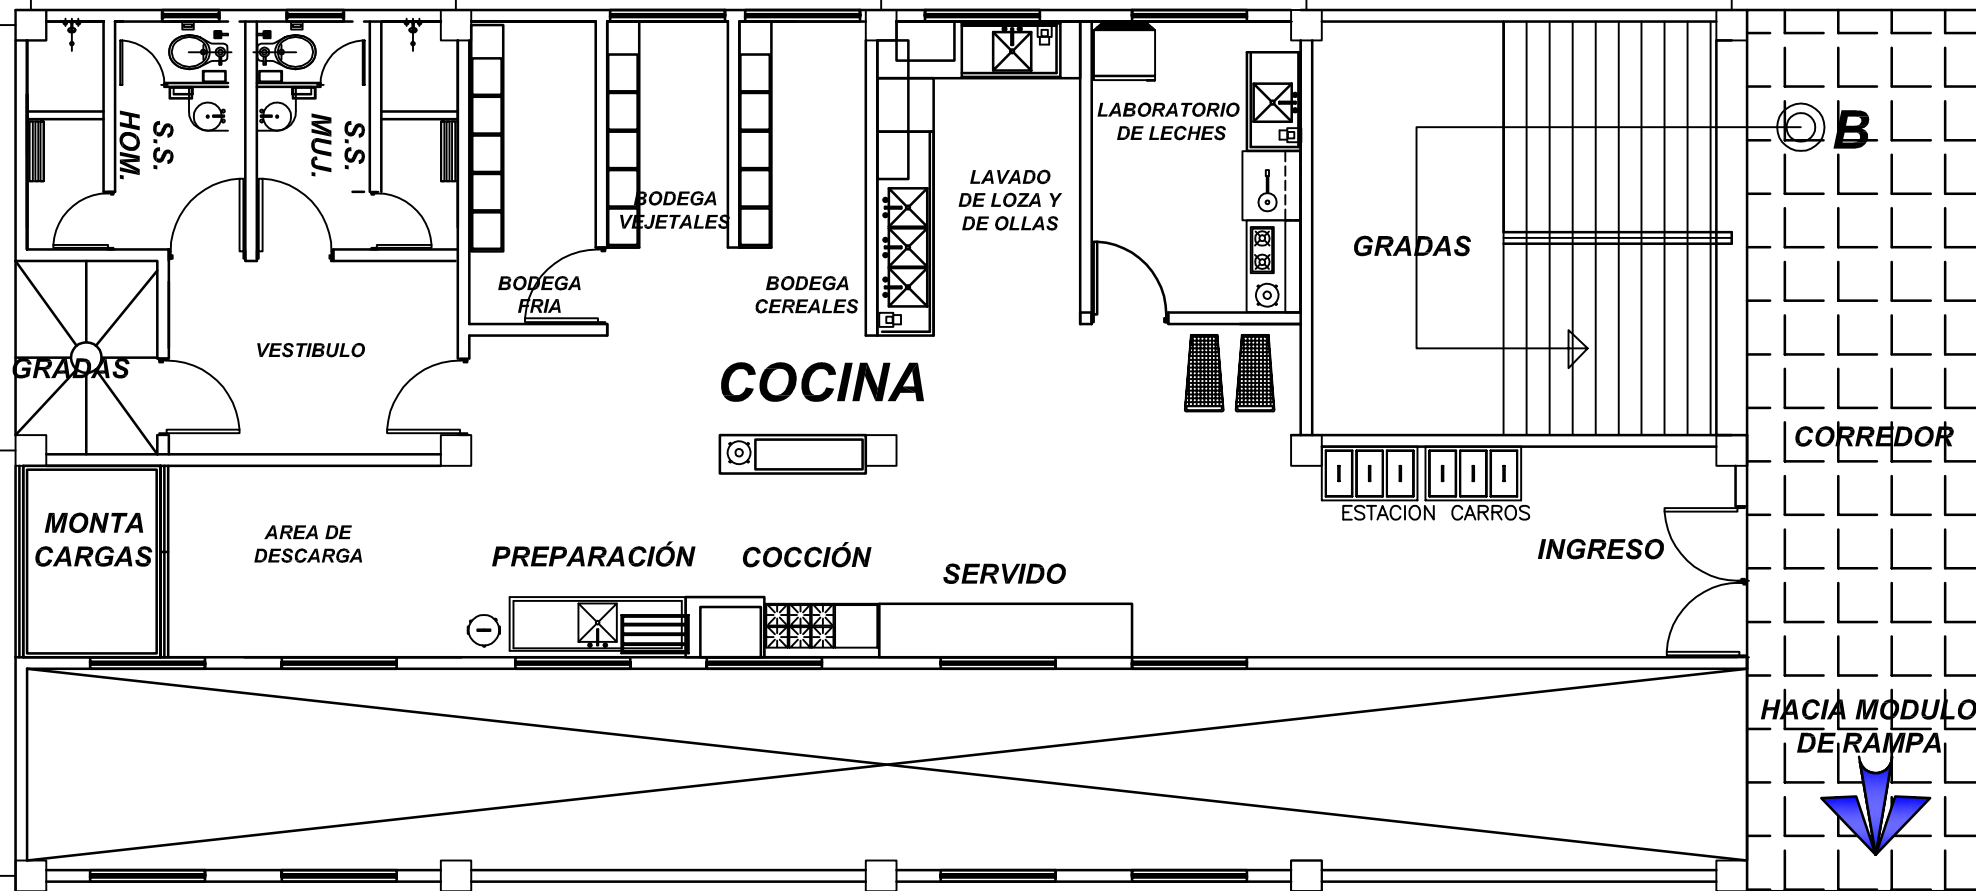 S.S.
HOM.
S.S.
MUJ.
BODEGA
VEJETALES
LAVADO
DE LOZA Y
DE OLLAS
LABORATORIO
DE LECHES
B
GRADAS
BODEGA
FRIA
BODEGA
CEREALES
VESTIBULO
GRADAS
COCINA
CORREDOR
MONTA
CARGAS
AREA DE
DESCARGA
PREPARACIÓN
COCCIÓN
SERVIDO
ESTACION CARROS
INGRESO
HACIA MODULO
DE RAMPA